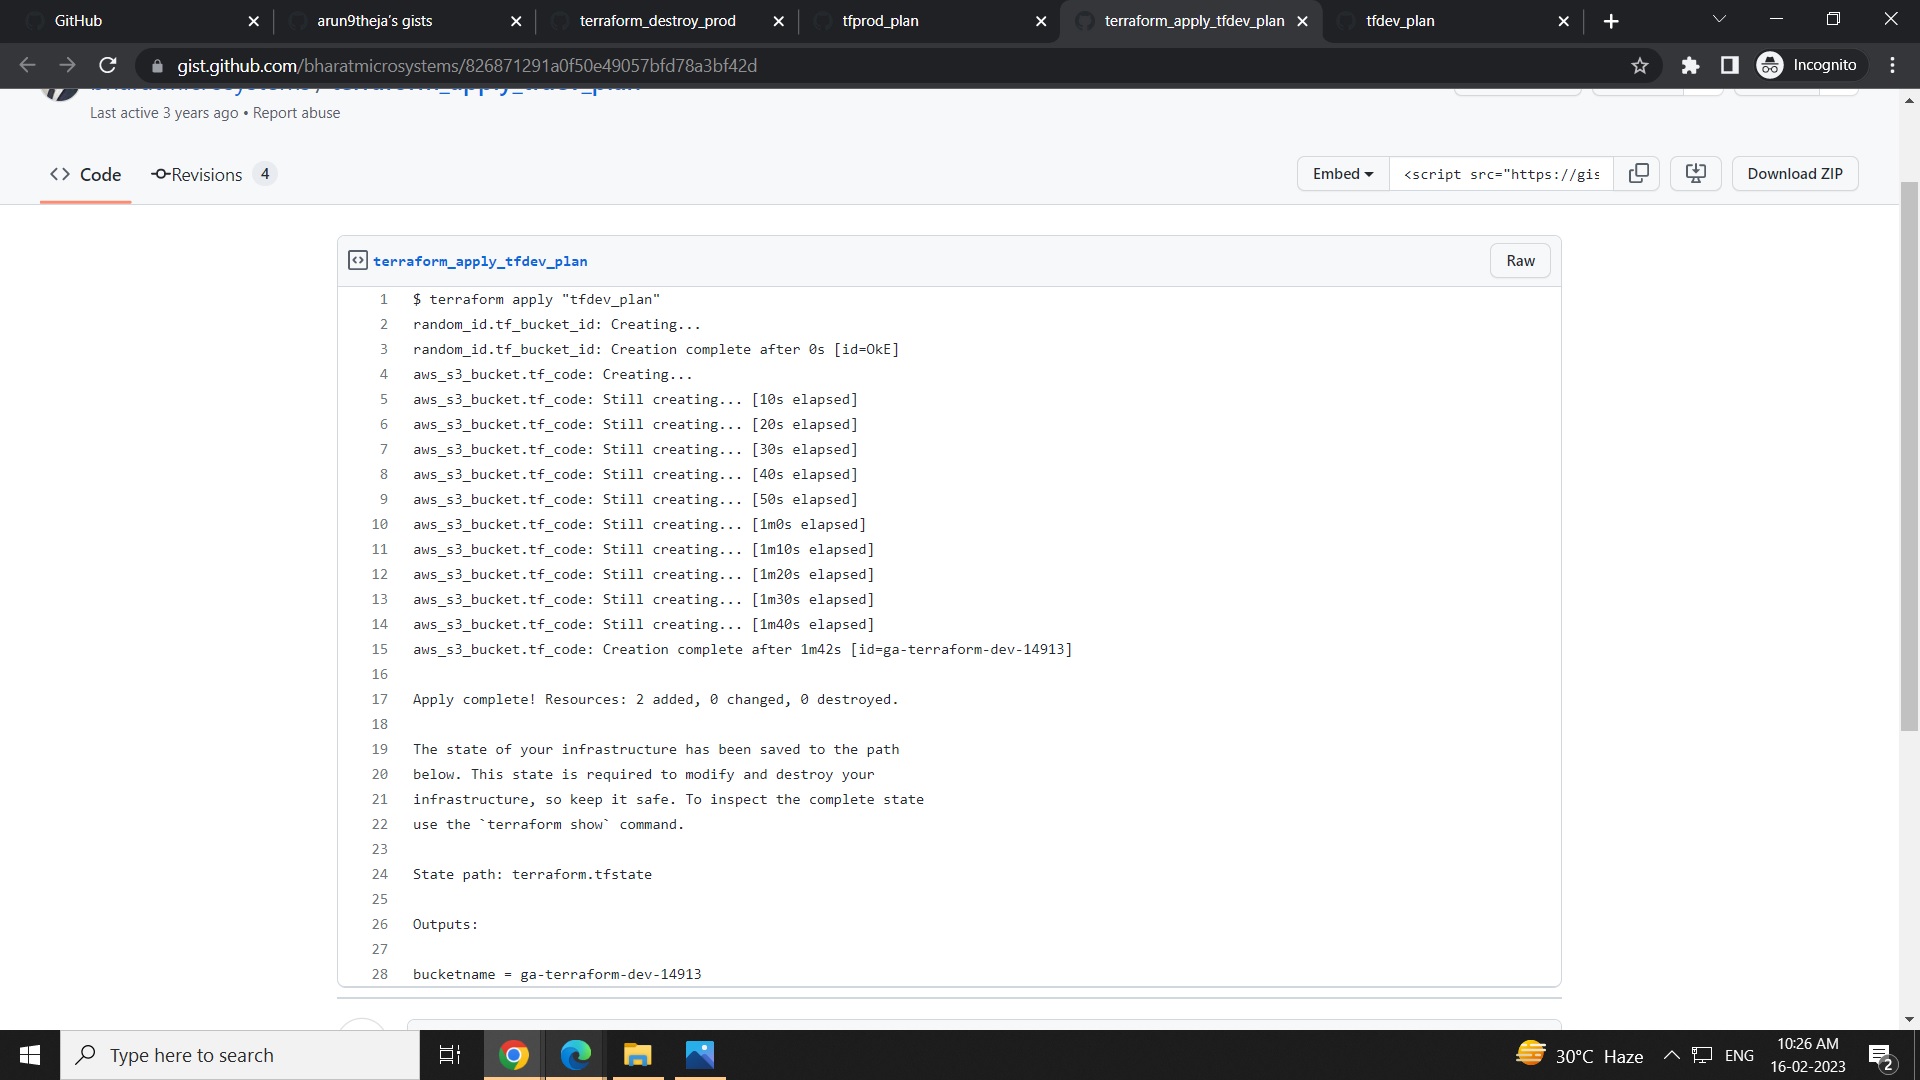 GitHub
arun9theja's gists
terraform_destroy_prod
tfprod_plan
terraform_apply_tfdev_plan
tfdev_plan
gist.github.com/bharatmicrosystems/826871291a0f50e49057bfd78a3bf42d
Incognito
bharatmicrosystems / terraform_apply_tfdev_plan
Last active 3 years ago • Report abuse
Code
Revisions 4
Embed
<script src="https://gis
Download ZIP
terraform_apply_tfdev_plan
Raw
1 $ terraform apply "tfdev_plan"
2 random_id.tf_bucket_id: Creating...
3 random_id.tf_bucket_id: Creation complete after 0s [id=OkE]
4 aws_s3_bucket.tf_code: Creating...
5 aws_s3_bucket.tf_code: Still creating... [10s elapsed]
6 aws_s3_bucket.tf_code: Still creating... [20s elapsed]
7 aws_s3_bucket.tf_code: Still creating... [30s elapsed]
8 aws_s3_bucket.tf_code: Still creating... [40s elapsed]
9 aws_s3_bucket.tf_code: Still creating... [50s elapsed]
10 aws_s3_bucket.tf_code: Still creating... [1m0s elapsed]
11 aws_s3_bucket.tf_code: Still creating... [1m10s elapsed]
12 aws_s3_bucket.tf_code: Still creating... [1m20s elapsed]
13 aws_s3_bucket.tf_code: Still creating... [1m30s elapsed]
14 aws_s3_bucket.tf_code: Still creating... [1m40s elapsed]
15 aws_s3_bucket.tf_code: Creation complete after 1m42s [id=ga-terraform-dev-14913]
16
17 Apply complete! Resources: 2 added, 0 changed, 0 destroyed.
18
19 The state of your infrastructure has been saved to the path
20 below. This state is required to modify and destroy your
21 infrastructure, so keep it safe. To inspect the complete state
22 use the `terraform show` command.
23
24 State path: terraform.tfstate
25
26 Outputs:
27
28 bucketname = ga-terraform-dev-14913
Type here to search
30°C Haze
ENG
10:26 AM
16-02-2023
2